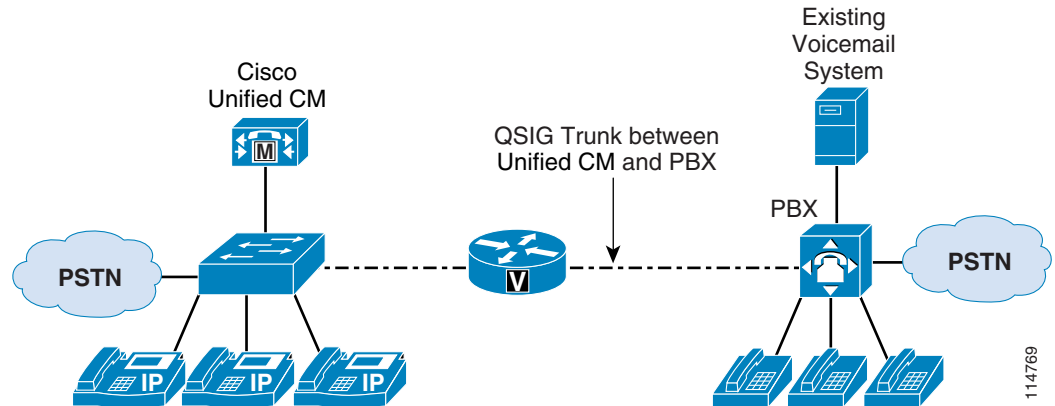 Existing
Voicemail
System
Cisco
Unified CM
M
QSIG Trunk between
Unified CM and PBX
PBX
PSTN
V
PSTN
IP
IP
IP
114769